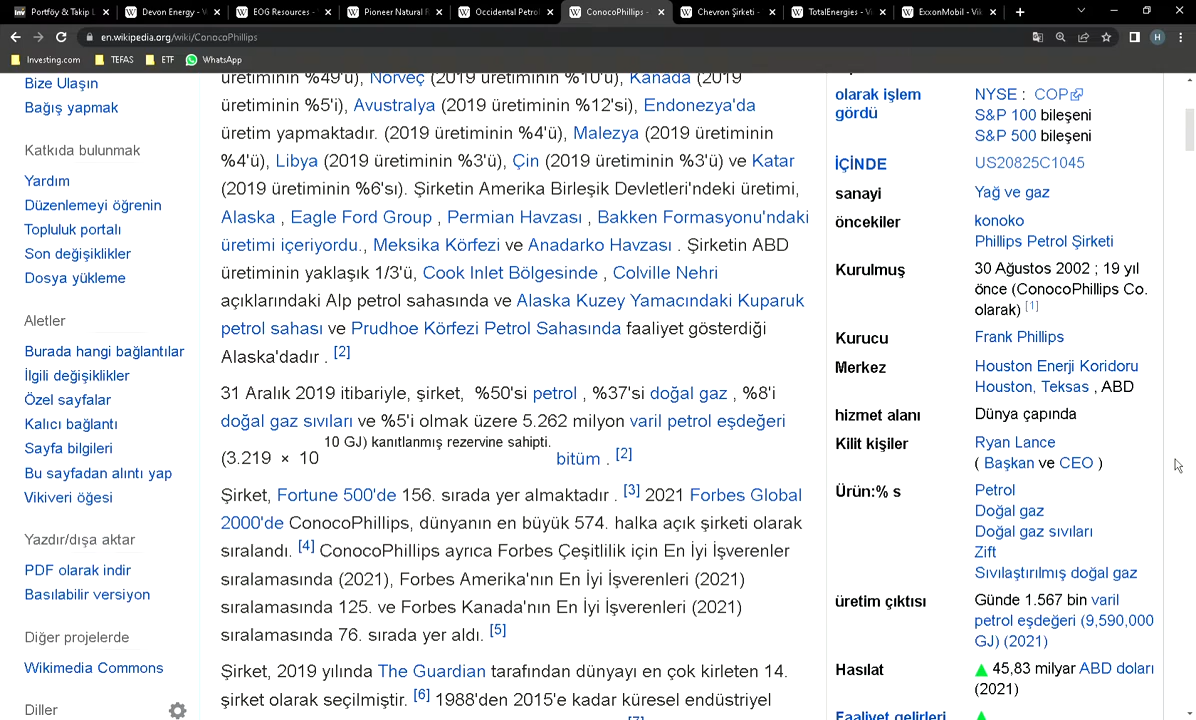 Portföy & Takip L
Devon Energy - V
EOG Resources -
Pioneer Natural R
Occidental Petrol
ConocoPhillips -
Chevron Şirketi -
TotalEnergies - Vi
ExxonMobil - Vik
en.wikipedia.org/wiki/ConocoPhillips
H
Investing.com
TEFAS
ETF
WhatsApp
Bize Ulaşın
Bağış yapmak
Katkıda bulunmak
Yardım
Düzenlemeyi öğrenin
Topluluk portalı
Son değişiklikler
Dosya yükleme
Aletler
Burada hangi bağlantılar
İlgili değişiklikler
Özel sayfalar
Kalıcı bağlantı
Sayfa bilgileri
Bu sayfadan alıntı yap
Vikiveri öğesi
Yazdır/dışa aktar
PDF olarak indir
Basılabilir versiyon
Diğer projelerde
Wikimedia Commons
Diller
üretiminin %49'u), Norveç (2019 üretiminin %10'u), Kanada (2019
üretiminin %5'i), Avustralya (2019 üretiminin %12'si), Endonezya'da
üretim yapmaktadır. (2019 üretiminin %4'ü), Malezya (2019 üretiminin
%4'ü), Libya (2019 üretiminin %3'ü), Çin (2019 üretiminin %3'ü) ve Katar
(2019 üretiminin %6'sı). Şirketin Amerika Birleşik Devletleri'ndeki üretimi,
Alaska , Eagle Ford Group , Permian Havzası , Bakken Formasyonu'ndaki
üretimi içeriyordu., Meksika Körfezi ve Anadarko Havzası . Şirketin ABD
üretiminin yaklaşık 1/3'ü, Cook Inlet Bölgesinde , Colville Nehri
açıklarındaki Alp petrol sahasında ve Alaska Kuzey Yamacındaki Kuparuk
petrol sahası ve Prudhoe Körfezi Petrol Sahasında faaliyet gösterdiği
Alaska'dadır . [2]
31 Aralık 2019 itibariyle, şirket, %50'si petrol , %37'si doğal gaz , %8'i
doğal gaz sıvıları ve %5'i olmak üzere 5.262 milyon varil petrol eşdeğeri
(3.219 × 10 10 GJ) kanıtlanmış rezervine sahipti. bitüm . [2]
Şirket, Fortune 500'de 156. sırada yer almaktadır . [3] 2021 Forbes Global
2000'de ConocoPhillips, dünyanın en büyük 574. halka açık şirketi olarak
sıralandı. [4] ConocoPhillips ayrıca Forbes Çeşitlilik için En İyi İşverenler
sıralamasında (2021), Forbes Amerika'nın En İyi İşverenleri (2021)
sıralamasında 125. ve Forbes Kanada'nın En İyi İşverenleri (2021)
sıralamasında 76. sırada yer aldı. [5]
Şirket, 2019 yılında The Guardian tarafından dünyayı en çok kirleten 14.
şirket olarak seçilmiştir. [6] 1988'den 2015'e kadar küresel endüstriyel
[7]
olarak işlem
gördü
NYSE : COP
S&P 100 bileşeni
S&P 500 bileşeni
İÇİNDE US20825C1045
sanayi Yağ ve gaz
öncekiler konoko
Phillips Petrol Şirketi
Kurulmuş 30 Ağustos 2002 ; 19 yıl
önce (ConocoPhillips Co.
olarak) [1]
Kurucu Frank Phillips
Merkez Houston Enerji Koridoru
Houston, Teksas , ABD
hizmet alanı Dünya çapında
Kilit kişiler Ryan Lance
( Başkan ve CEO )
Ürün:% s Petrol
Doğal gaz
Doğal gaz sıvıları
Zift
Sıvılaştırılmış doğal gaz
üretim çıktısı Günde 1.567 bin varil
petrol eşdeğeri (9,590,000
GJ) (2021)
Hasılat 45,83 milyar ABD doları
(2021)
Faaliyet gelirleri